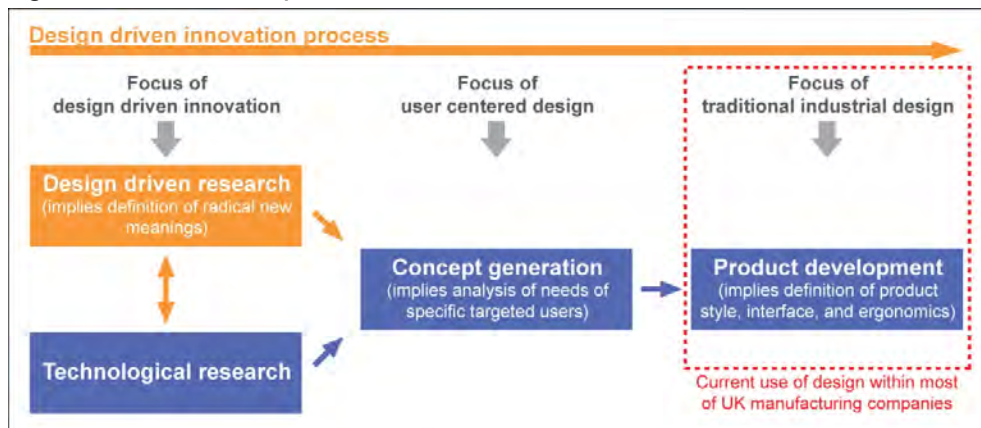 Design driven innovation process
Focus of
design driven innovation
Focus of
user centered design
Focus of
traditional industrial design
Design driven research
(implies definition of radical new
meanings)
Concept generation
(implies analysis of needs of
specific targeted users)
Product development
(implies definition of product
style, interface, and ergonomics)
Technological research
Current use of design within most
of UK manufacturing companies